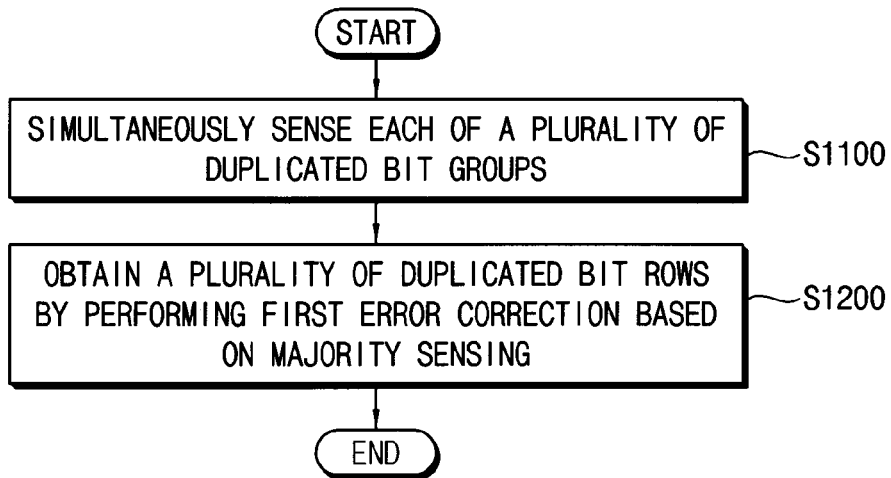 START
SIMULTANEOUSLY SENSE EACH OF A PLURALITY OF
DUPLICATED BIT GROUPS
S1100
OBTAIN A PLURALITY OF DUPLICATED BIT ROWS
BY PERFORMING FIRST ERROR CORRECTION BASED
ON MAJORITY SENSING
S1200
END